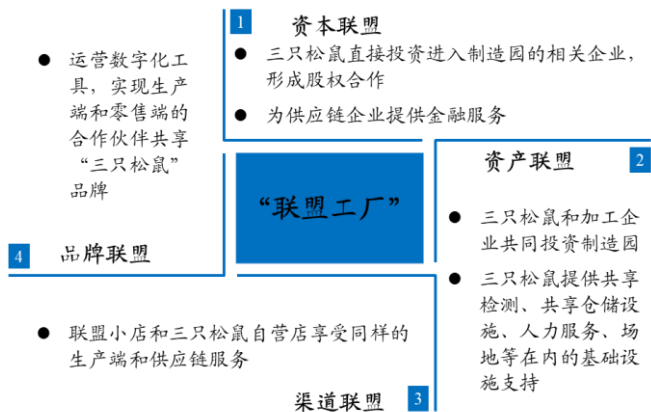 1 资本联盟
● 三只松鼠直接投资进入制造园的相关企业，
形成股权合作
● 为供应链企业提供金融服务
资产联盟 2
● 三只松鼠和加工企
业共同投资制造园
● 三只松鼠提供共享
检测、共享仓储设
施、人力服务、场
地等在内的基础设
施支持
“联盟工厂”
● 联盟小店和三只松鼠自营店享受同样的
生产端和供应链服务
渠道联盟 3
● 运营数字化工
具，实现生产
端和零售端的
合作伙伴共享
“三只松鼠”
品牌
4 品牌联盟